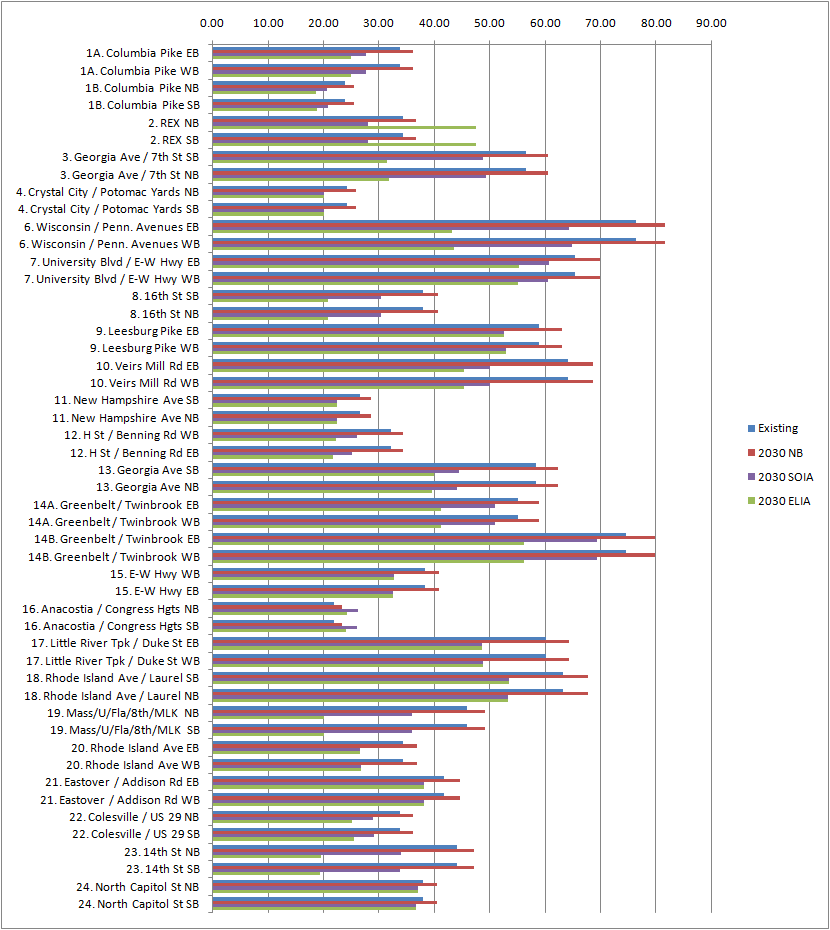 0.00 10.00 20.00 30.00 40.00 50.00 60.00 70.00 80.00 90.00
1A. Columbia Pike EB
1A. Columbia Pike WB
1B. Columbia Pike NB
1B. Columbia Pike SB
2. REX NB
2. REX SB
3. Georgia Ave / 7th St SB
3. Georgia Ave / 7th St NB
4. Crystal City / Potomac Yards NB
4. Crystal City / Potomac Yards SB
6. Wisconsin / Penn. Avenues EB
6. Wisconsin / Penn. Avenues WB
7. University Blvd / E-W Hwy EB
7. University Blvd / E-W Hwy WB
8. 16th St SB
8. 16th St NB
9. Leesburg Pike EB
9. Leesburg Pike WB
10. Veirs Mill Rd EB
10. Veirs Mill Rd WB
11. New Hampshire Ave SB
11. New Hampshire Ave NB
12. H St / Benning Rd WB
12. H St / Benning Rd EB
13. Georgia Ave SB
13. Georgia Ave NB
14A. Greenbelt / Twinbrook EB
14A. Greenbelt / Twinbrook WB
14B. Greenbelt / Twinbrook EB
14B. Greenbelt / Twinbrook WB
15. E-W Hwy WB
15. E-W Hwy EB
16. Anacostia / Congress Hgts NB
16. Anacostia / Congress Hgts SB
17. Little River Tpk / Duke St EB
17. Little River Tpk / Duke St WB
18. Rhode Island Ave / Laurel SB
18. Rhode Island Ave / Laurel NB
19. Mass/U/Fla/8th/MLK NB
19. Mass/U/Fla/8th/MLK SB
20. Rhode Island Ave EB
20. Rhode Island Ave WB
21. Eastover / Addison Rd EB
21. Eastover / Addison Rd WB
22. Colesville / US 29 NB
22. Colesville / US 29 SB
23. 14th St NB
23. 14th St SB
24. North Capitol St NB
24. North Capitol St SB
Existing
2030 NB
2030 SOIA
2030 ELIA